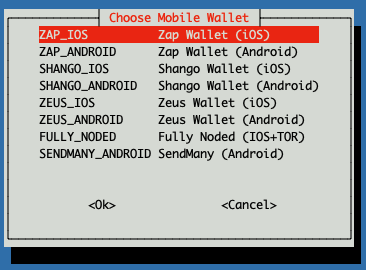 Choose Mobile Wallet
ZAP_IOS Zap Wallet (iOS)
ZAP_ANDROID Zap Wallet (Android)
SHANGO_IOS Shango Wallet (iOS)
SHANGO_ANDROID Shango Wallet (Android)
ZEUS_IOS Zeus Wallet (iOS)
ZEUS_ANDROID Zeus Wallet (Android)
FULLY_NODED Fully Noded (IOS+TOR)
SENDMANY_ANDROID SendMany (Android)
<Ok> <Cancel>